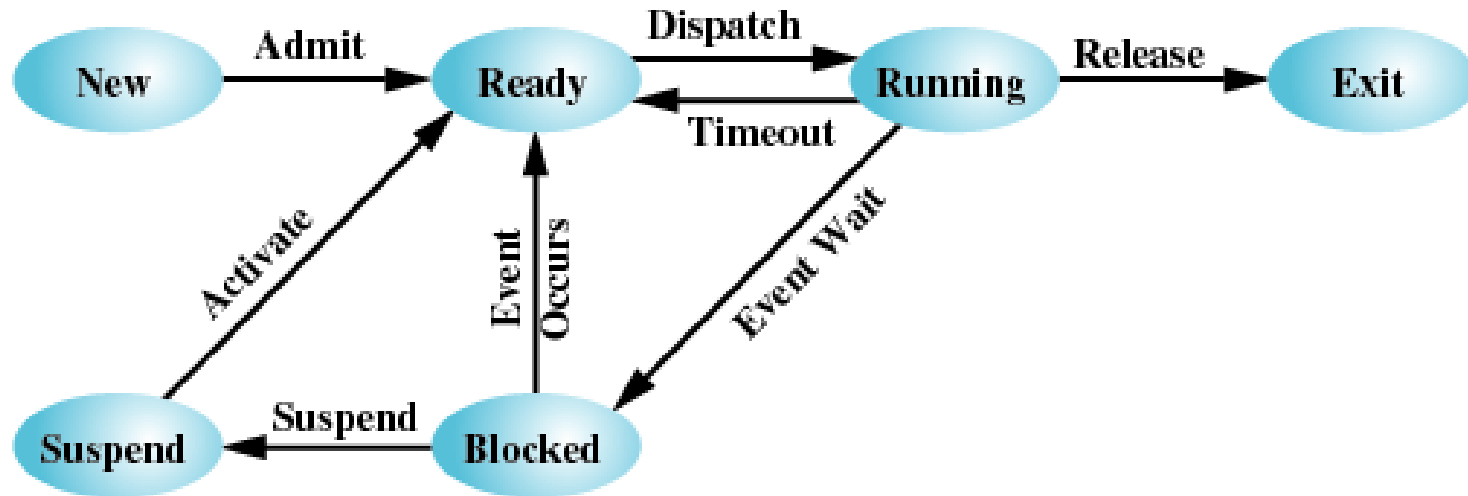 New
Admit
Ready
Dispatch
Timeout
Running
Release
Exit
Activate
Event
Occurs
Event Wait
Suspend
Suspend
Blocked